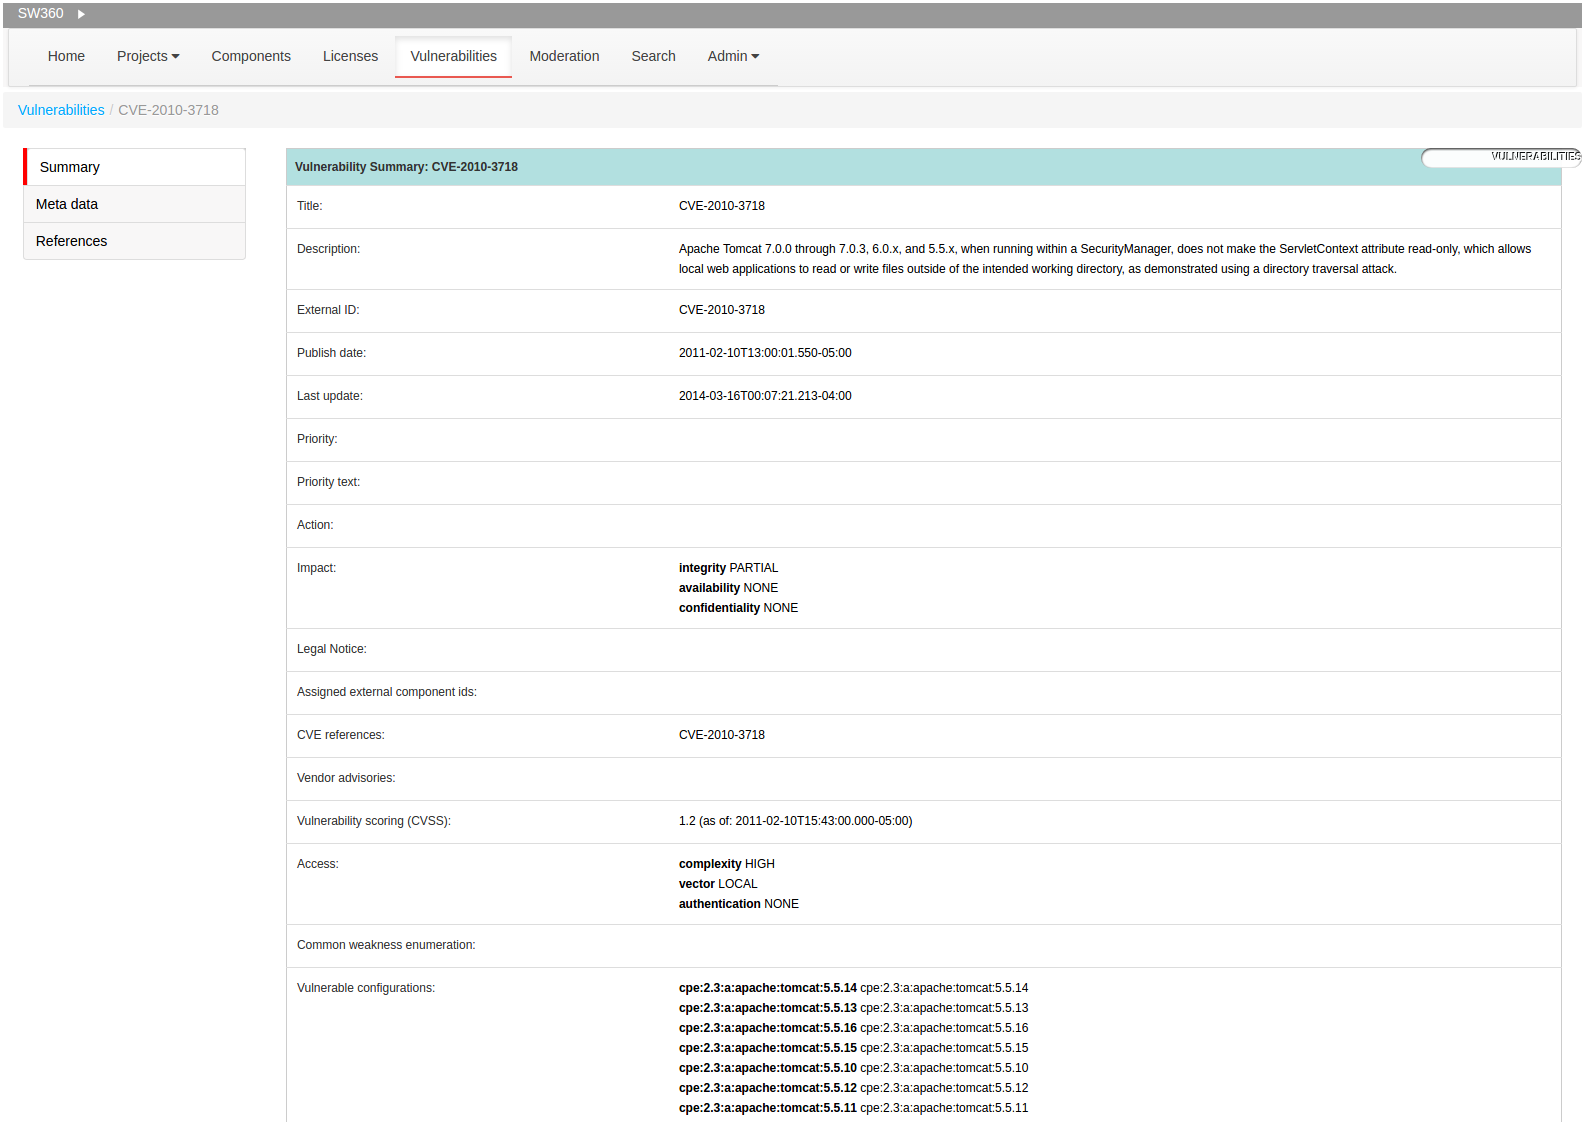 SW360
Home Projects Components Licenses Vulnerabilities Moderation Search Admin
Vulnerabilities / CVE-2010-3718
Summary
Meta data
References
Vulnerability Summary: CVE-2010-3718
VULNERABILITIES
Title: CVE-2010-3718
Description: Apache Tomcat 7.0.0 through 7.0.3, 6.0.x, and 5.5.x, when running within a SecurityManager, does not make the ServletContext attribute read-only, which allows
local web applications to read or write files outside of the intended working directory, as demonstrated using a directory traversal attack.
External ID: CVE-2010-3718
Publish date: 2011-02-10T13:00:01.550-05:00
Last update: 2014-03-16T00:07:21.213-04:00
Priority:
Priority text:
Action:
Impact: integrity PARTIAL
availability NONE
confidentiality NONE
Legal Notice:
Assigned external component ids:
CVE references: CVE-2010-3718
Vendor advisories:
Vulnerability scoring (CVSS): 1.2 (as of: 2011-02-10T15:43:00.000-05:00)
Access: complexity HIGH
vector LOCAL
authentication NONE
Common weakness enumeration:
Vulnerable configurations: cpe:2.3:a:apache:tomcat:5.5.14 cpe:2.3:a:apache:tomcat:5.5.14
cpe:2.3:a:apache:tomcat:5.5.13 cpe:2.3:a:apache:tomcat:5.5.13
cpe:2.3:a:apache:tomcat:5.5.16 cpe:2.3:a:apache:tomcat:5.5.16
cpe:2.3:a:apache:tomcat:5.5.15 cpe:2.3:a:apache:tomcat:5.5.15
cpe:2.3:a:apache:tomcat:5.5.10 cpe:2.3:a:apache:tomcat:5.5.10
cpe:2.3:a:apache:tomcat:5.5.12 cpe:2.3:a:apache:tomcat:5.5.12
cpe:2.3:a:apache:tomcat:5.5.11 cpe:2.3:a:apache:tomcat:5.5.11